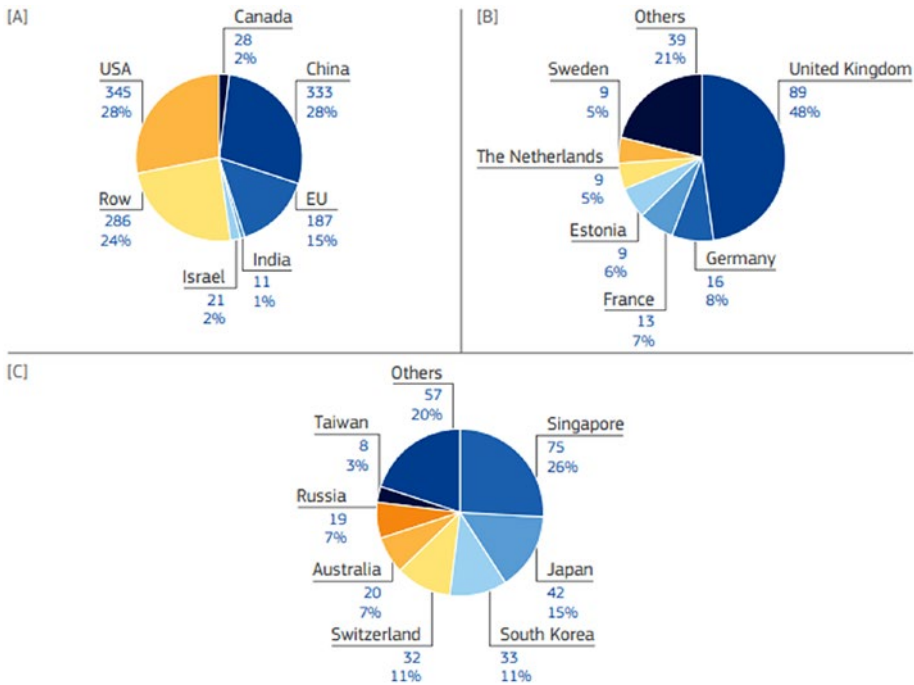 [A]
Canada
28
2%
USA
345
28%
China
333
28%
Row
286
24%
EU
187
15%
Israel
21
2%
India
11
1%
[B]
Others
39
21%
Sweden
9
5%
United Kingdom
89
48%
The Netherlands
9
5%
Estonia
9
6%
Germany
16
8%
France
13
7%
[C]
Others
57
20%
Taiwan
8
3%
Singapore
75
26%
Russia
19
7%
Australia
20
7%
Japan
42
15%
Switzerland
32
11%
South Korea
33
11%